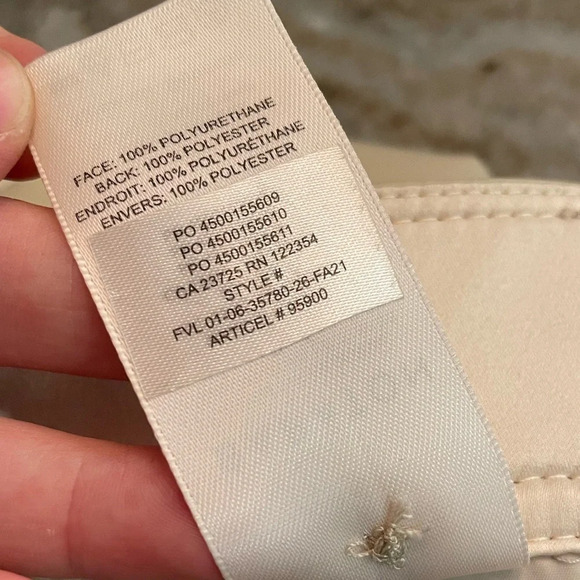 FACE: 100% POLYURETHANE
BACK: 100% POLYESTER
ENDROIT: 100% POLYURÉTHANE
ENVERS: 100% POLYESTER
PO 4500155609
PO 4500155610
PO 4500155611
CA 23725 RN 122354
STYLE #
FVL 01-06-35780-26-FA21
ARTICEL # 95900